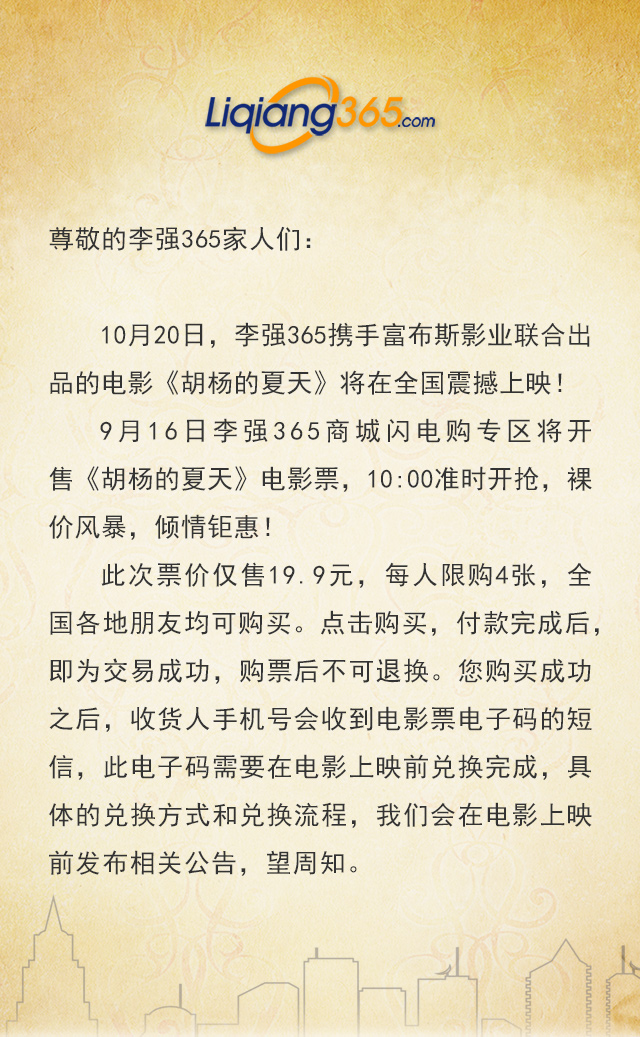 Liqiang365.com
尊敬的李强365家人们：
10月20日，李强365携手富布斯影业联合出
品的电影《胡杨的夏天》将在全国震撼上映！
9月16日李强365商城闪电购专区将开
售《胡杨的夏天》电影票，10:00准时开抢，裸
价风暴，倾情钜惠！
此次票价仅售19.9元，每人限购4张，全
国各地朋友均可购买。点击购买，付款完成后，
即为交易成功，购票后不可退换。您购买成功
之后，收货人手机号会收到电影票电子码的短
信，此电子码需要在电影上映前兑换完成，具
体的兑换方式和兑换流程，我们会在电影上映
前发布相关公告，望周知。